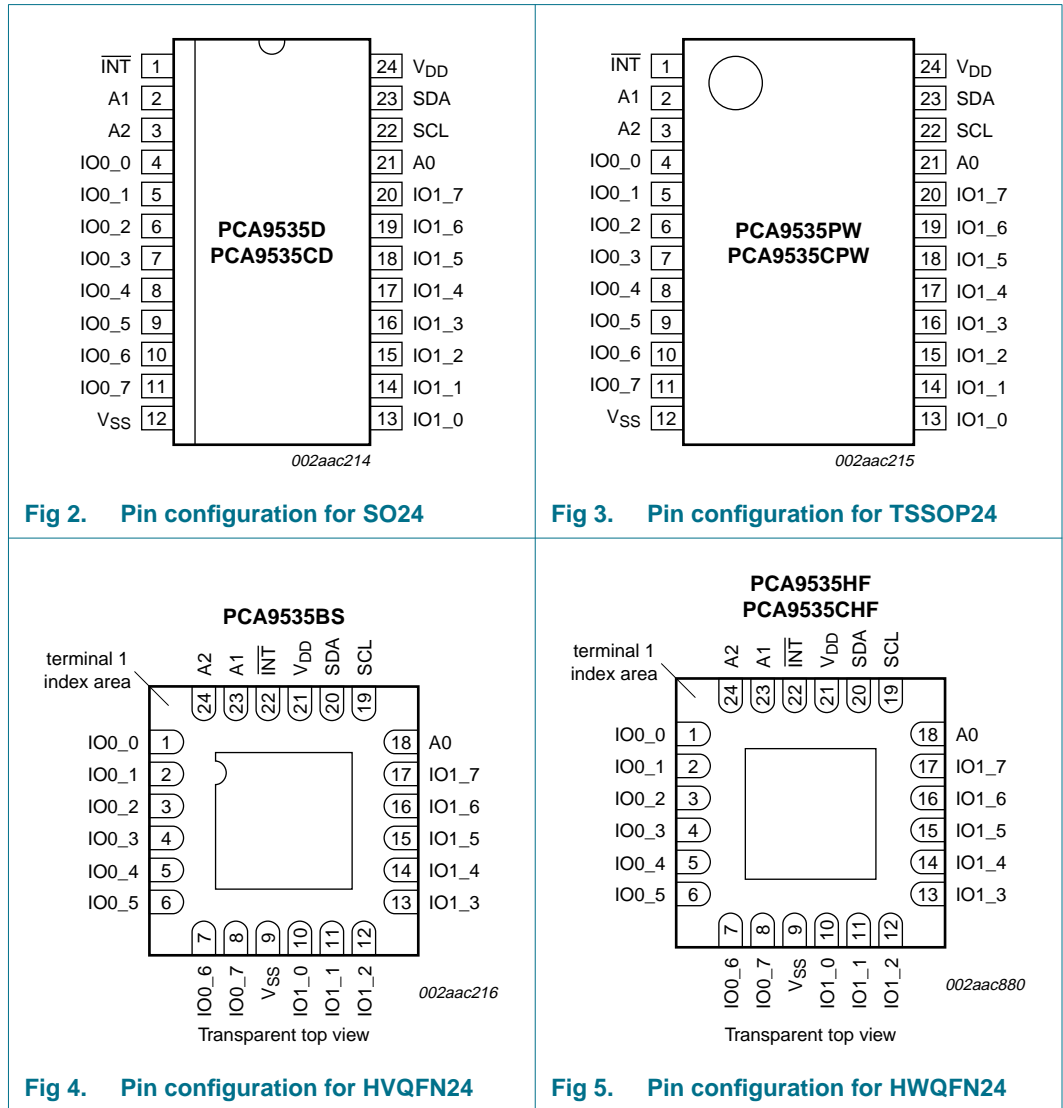 INT 1
A1 2
A2 3
IO0_0 4
IO0_1 5
IO0_2 6
IO0_3 7
IO0_4 8
IO0_5 9
IO0_6 10
IO0_7 11
VSS 12
PCA9535D
PCA9535CD
24 VDD
23 SDA
22 SCL
21 A0
20 IO1_7
19 IO1_6
18 IO1_5
17 IO1_4
16 IO1_3
15 IO1_2
14 IO1_1
13 IO1_0
002aac214
Fig 2. Pin configuration for SO24
INT 1
A1 2
A2 3
IO0_0 4
IO0_1 5
IO0_2 6
IO0_3 7
IO0_4 8
IO0_5 9
IO0_6 10
IO0_7 11
VSS 12
PCA9535PW
PCA9535CPW
24 VDD
23 SDA
22 SCL
21 A0
20 IO1_7
19 IO1_6
18 IO1_5
17 IO1_4
16 IO1_3
15 IO1_2
14 IO1_1
13 IO1_0
002aac215
Fig 3. Pin configuration for TSSOP24
PCA9535BS
terminal 1
index area
A2 A1 INT VDD SDA SCL
24 23 22 21 20 19
IO0_0 1
IO0_1 2
IO0_2 3
IO0_3 4
IO0_4 5
IO0_5 6
18 A0
17 IO1_7
16 IO1_6
15 IO1_5
14 IO1_4
13 IO1_3
7 8 9 10 11 12
IO0_6 IO0_7 VSS IO1_0 IO1_1 IO1_2
002aac216
Transparent top view
Fig 4. Pin configuration for HVQFN24
PCA9535HF
PCA9535CHF
terminal 1
index area
A2 A1 INT VDD SDA SCL
24 23 22 21 20 19
IO0_0 1
IO0_1 2
IO0_2 3
IO0_3 4
IO0_4 5
IO0_5 6
18 A0
17 IO1_7
16 IO1_6
15 IO1_5
14 IO1_4
13 IO1_3
7 8 9 10 11 12
IO0_6 IO0_7 VSS IO1_0 IO1_1 IO1_2
002aac880
Transparent top view
Fig 5. Pin configuration for HWQFN24